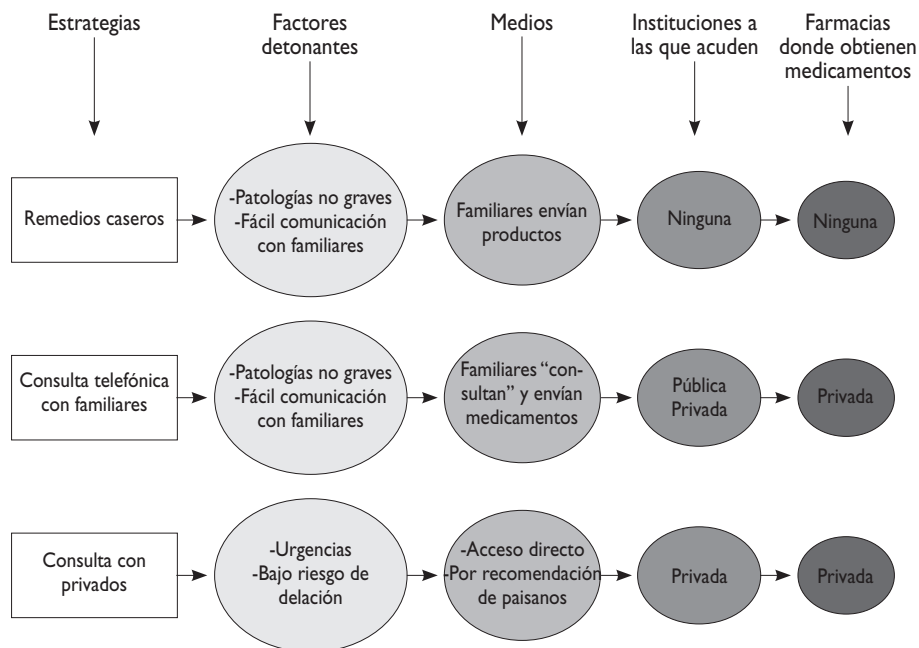 Estrategias
Factores
detonantes
Medios
Instituciones a
las que acuden
Farmacias
donde obtienen
medicamentos
Remedios caseros
-Patologías no graves
-Fácil comunicación
con familiares
Familiares envían
productos
Ninguna
Ninguna
Consulta telefónica
con familiares
-Patologías no graves
-Fácil comunicación
con familiares
Familiares “con-
sultan” y envían
medicamentos
Pública
Privada
Privada
Consulta con
privados
-Urgencias
-Bajo riesgo de
delación
-Acceso directo
-Por recomendación
de paisanos
Privada
Privada